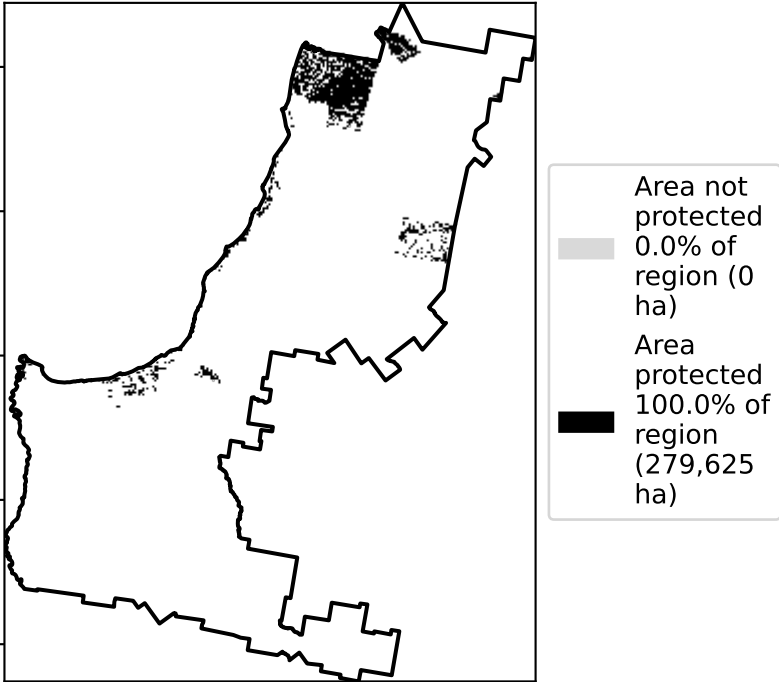 Area not
protected
0.0% of
region (0
ha)
Area
protected
100.0% of
region
(279,625
ha)